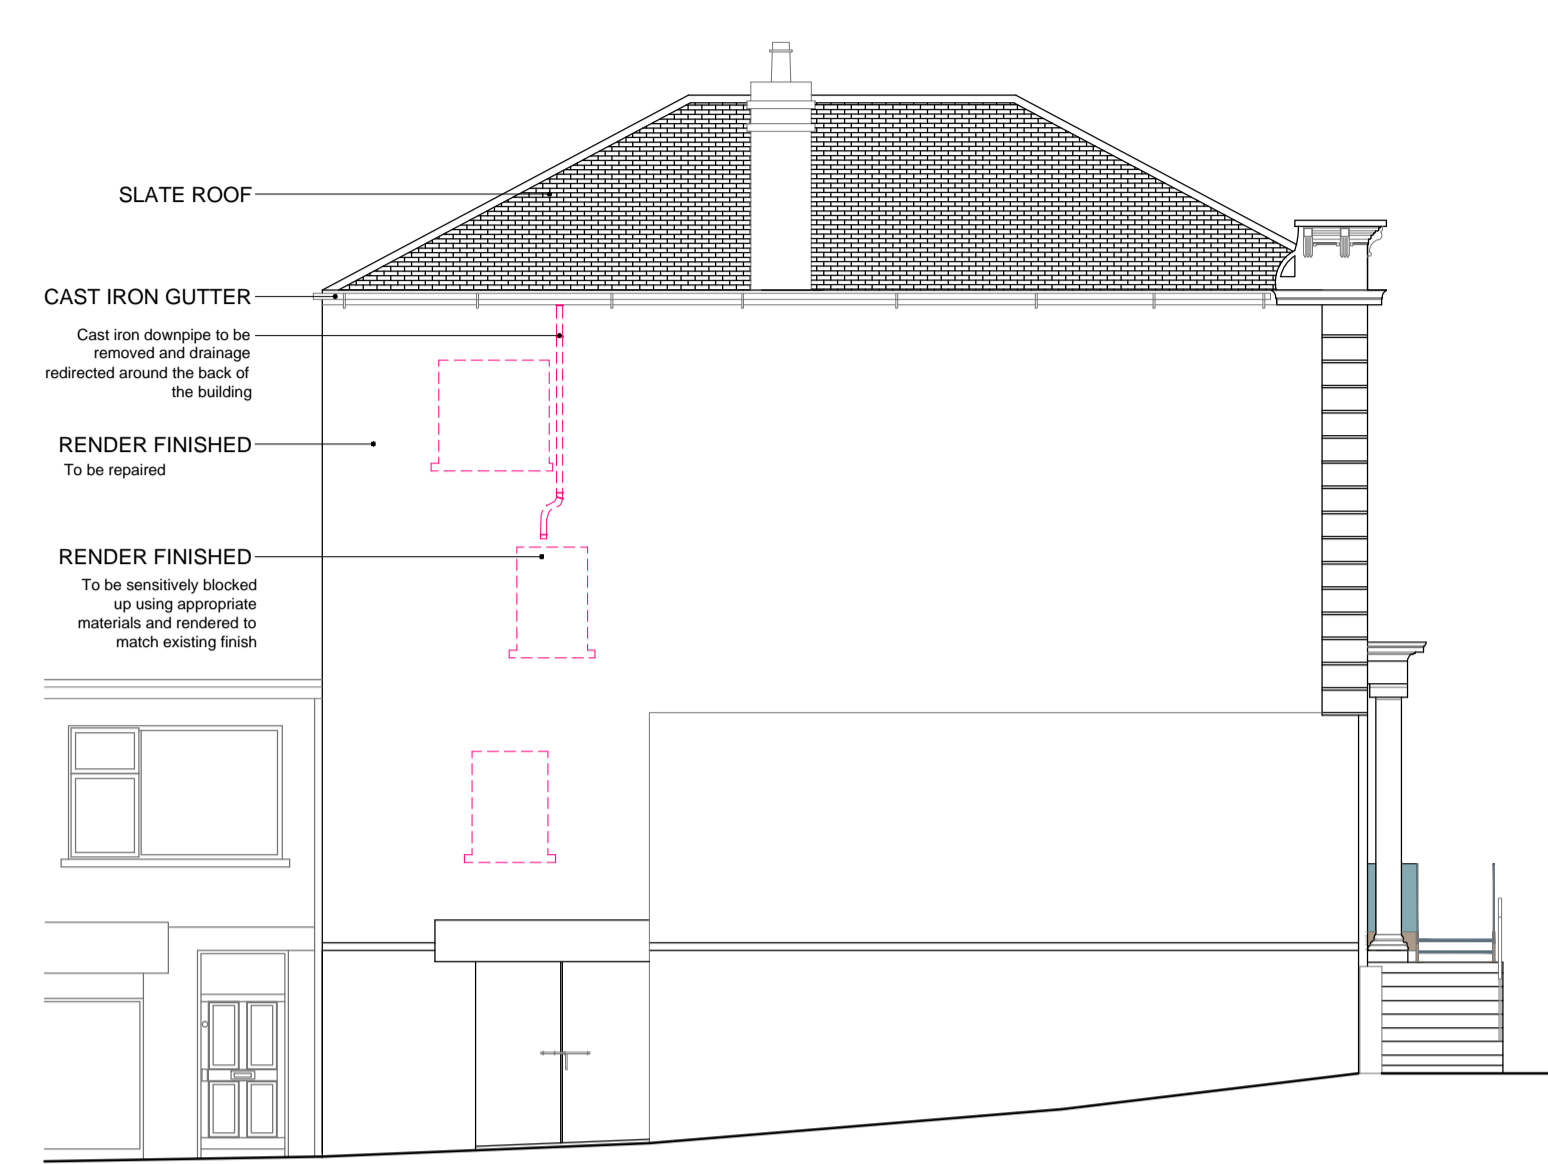 SLATE ROOF
CAST IRON GUTTER
Cast iron downpipe to be
removed and drainage
redirected around the back of
the building
RENDER FINISHED
To be repaired
RENDER FINISHED
To be sensitively blocked
up using appropriate
materials and rendered to
match existing finish